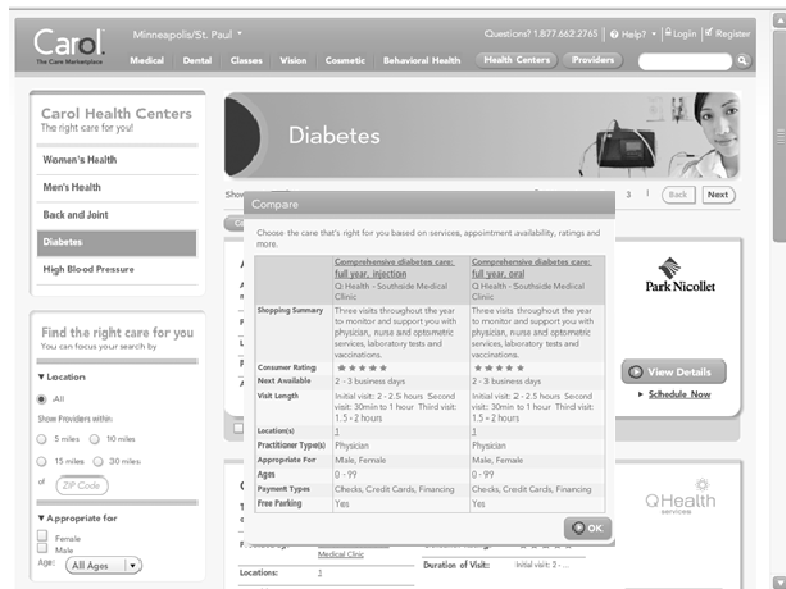 Carol
The Care Marketplace
Minneapolis/St. Paul
Questions? 1.877.662.2765 Help? Login Register
Medical Dental Classes Vision Cosmetic Behavioral Health Health Centers Providers
Carol Health Centers
The right care for you!
Women's Health
Men's Health
Back and Joint
Diabetes
High Blood Pressure
Diabetes
3 Back Next
Compare
Choose the care that's right for you based on services, appointment availability, ratings and
more.
Comprehensive diabetes care: Comprehensive diabetes care:
full year, injection full year, oral
Q Health - Southside Medical Q Health - Southside Medical
Clinic Clinic
Shopping Summary Three visits throughout the year Three visits throughout the year
to monitor and support you with to monitor and support you with
physician, nurse and optometric physician, nurse and optometric
services, laboratory tests and services, laboratory tests and
vaccinations. vaccinations.
Consumer Rating
Next Available 2 - 3 business days 2 - 3 business days
Visit Length Initial visit: 2 - 2.5 hours Second Initial visit: 2 - 2.5 hours Second
visit: 30min to 1 hour Third visit: visit: 30min to 1 hour Third visit:
1.5 - 2 hours 1.5 - 2 hours
Location(s) 1 1
Practitioner Type(s) Physician Physician
Appropriate For Male, Female Male, Female
Ages 0 - 99 0 - 99
Payment Types Checks, Credit Cards, Financing Checks, Credit Cards, Financing
Free Parking Yes Yes
OK
Park Nicollet
View Details
Schedule Now
Find the right care for you
You can focus your search by
Location
All
Show Providers within:
5 miles 10 miles
15 miles 30 miles
of ZIP Code
Appropriate for
Female
Male
Age: All Ages
QHealth
services
Medical Clinic
Locations: 1
Duration of Visit: Initial visit: 2 - ...